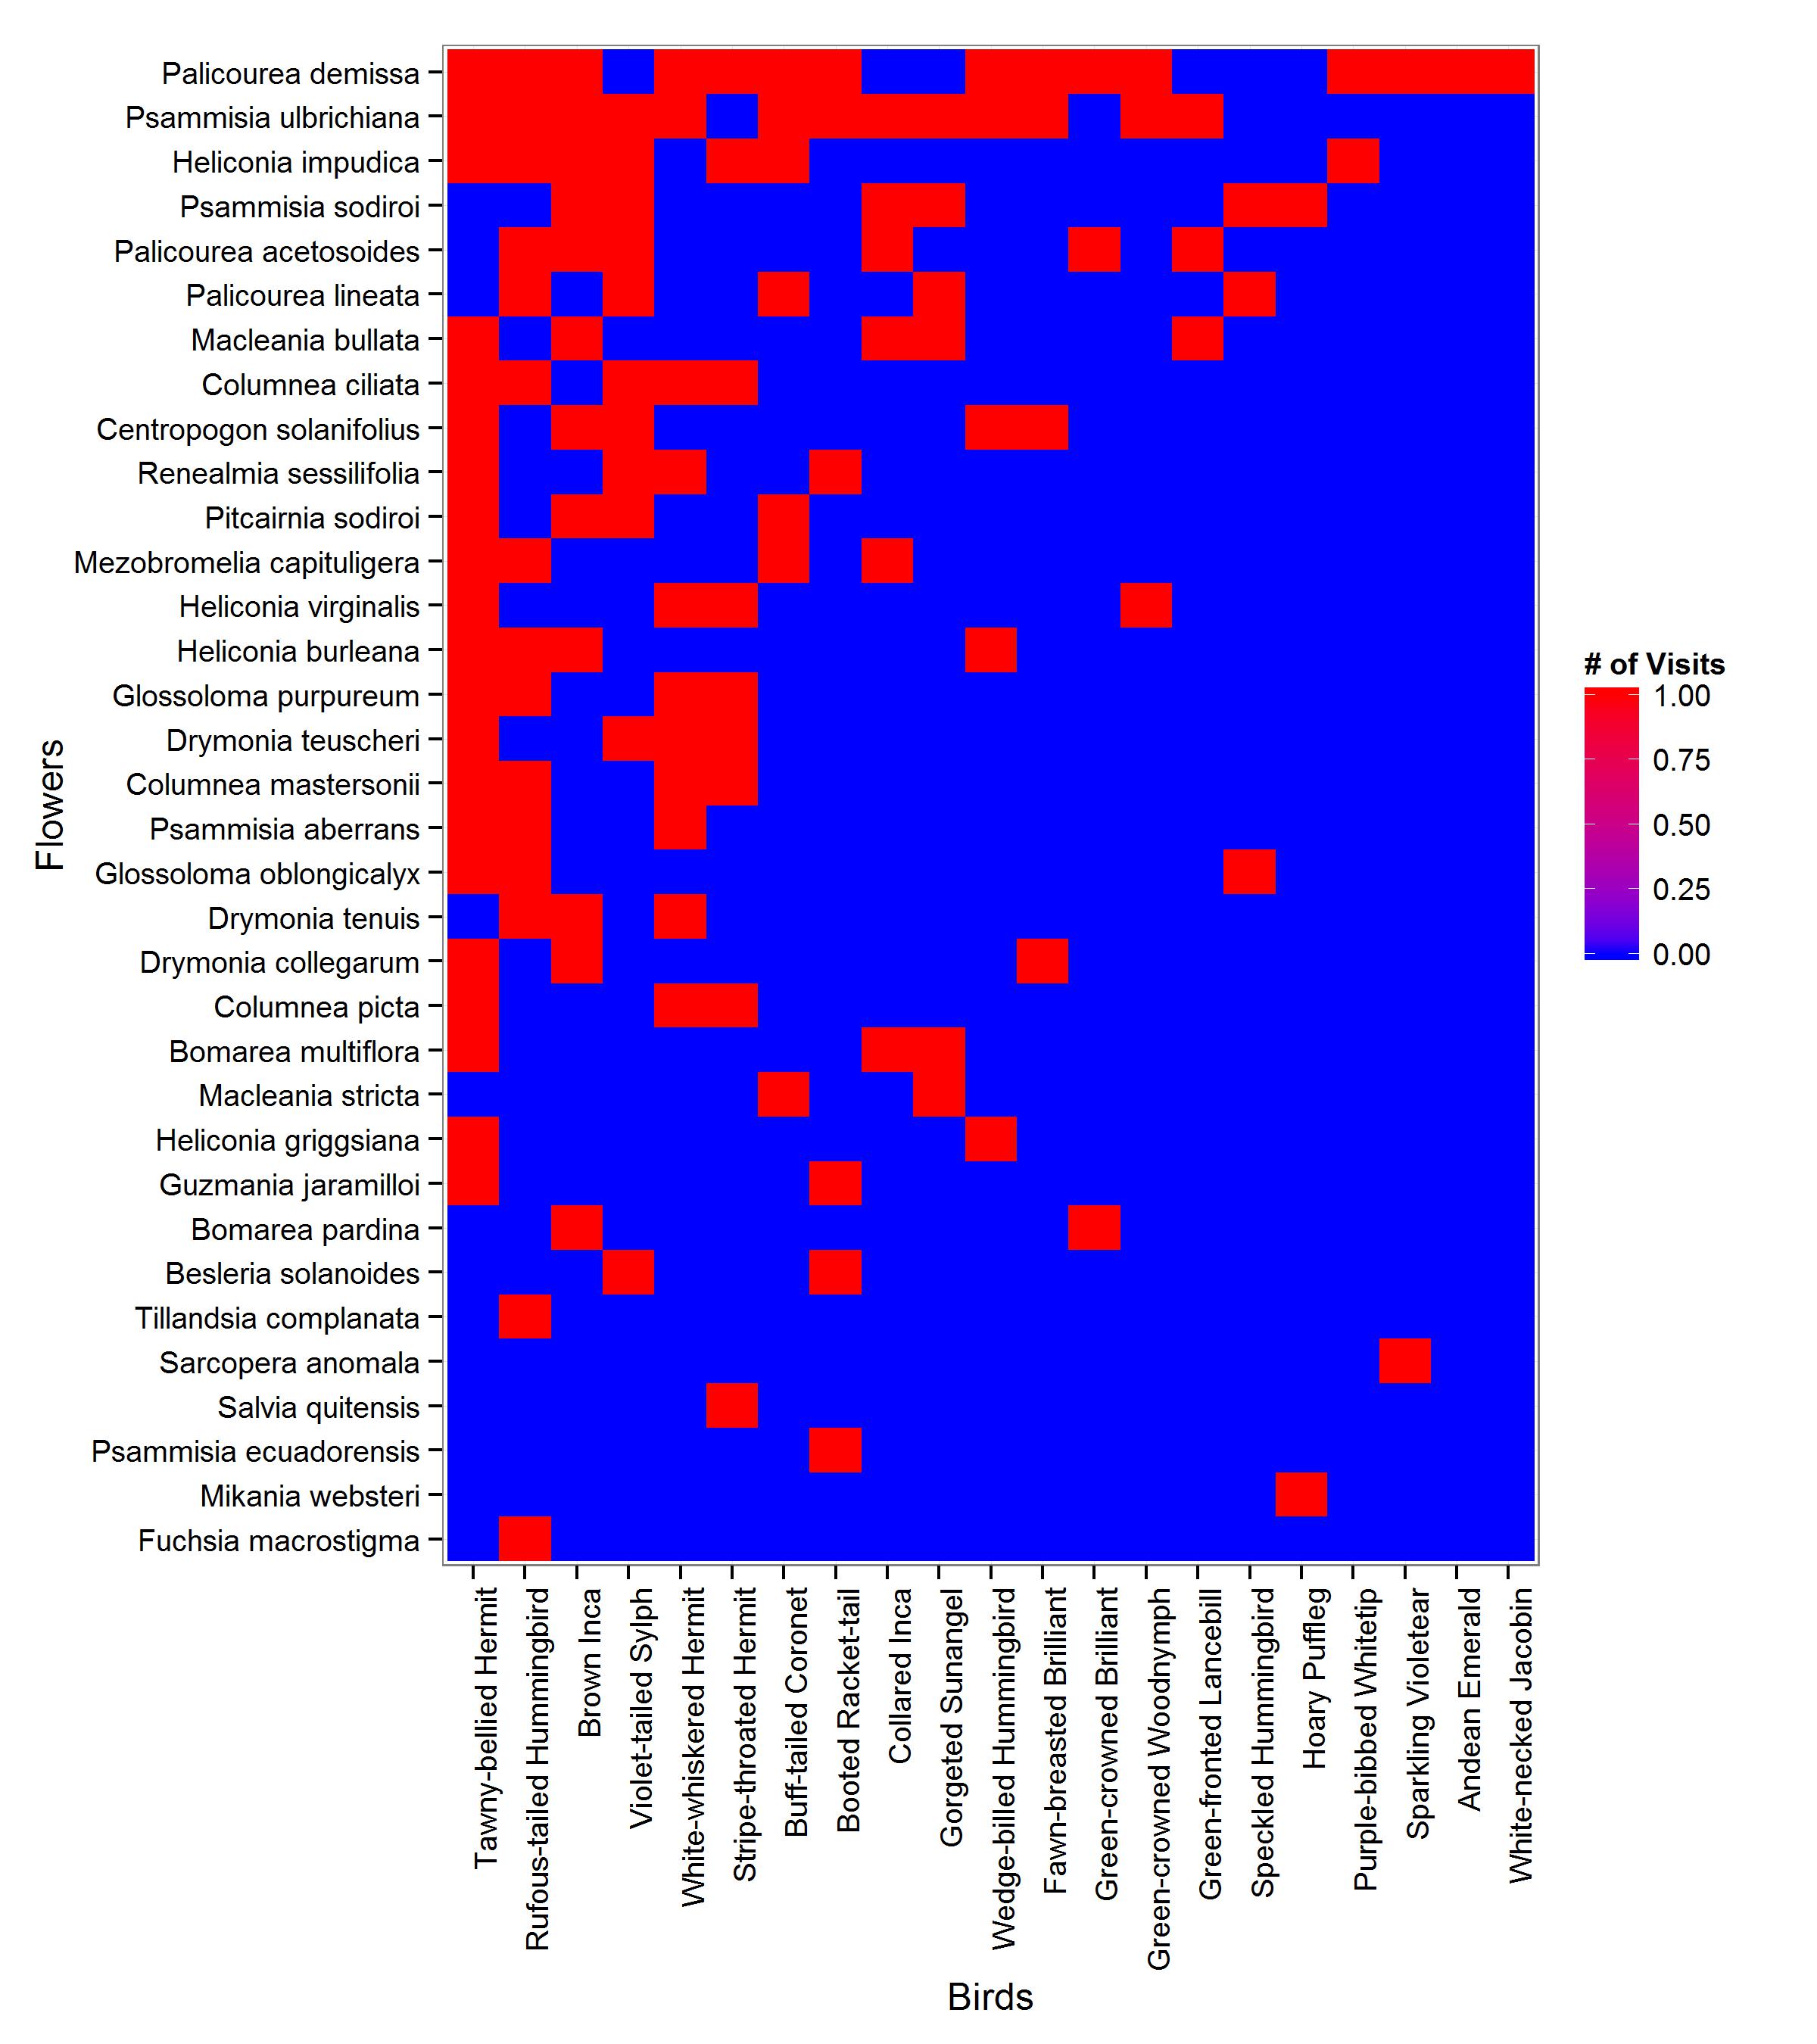 Palicourea demissa
Psammisia ulbrichiana
Heliconia impudica
Psammisia sodiroi
Palicourea acetosoides
Palicourea lineata
Macleania bullata
Columnea ciliata
Centropogon solanifolius
Renealmia sessilifolia
Pitcairnia sodiroi
Mezobromelia capituligera
Heliconia virginalis
Heliconia burleana
Glossoloma purpureum
Drymonia teuscheri
Columnea mastersonii
Psammisia aberrans
Glossoloma oblongicalyx
Drymonia tenuis
Drymonia collegarum
Columnea picta
Bomarea multiflora
Macleania stricta
Heliconia griggsiana
Guzmania jaramilloi
Bomarea pardina
Besleria solanoides
Tillandsia complanata
Sarcopera anomala
Salvia quitensis
Psammisia ecuadorensis
Mikania websteri
Fuchsia macrostigma
Flowers
# of Visits
1.00
0.75
0.50
0.25
0.00
Tawny-bellied Hermit
Rufous-tailed Hummingbird
Brown Inca
Violet-tailed Sylph
White-whiskered Hermit
Stripe-throated Hermit
Buff-tailed Coronet
Booted Racket-tail
Collared Inca
Gorgeted Sunangel
Wedge-billed Hummingbird
Fawn-breasted Brilliant
Green-crowned Brilliant
Green-crowned Woodnymph
Green-fronted Lancebill
Speckled Hummingbird
Hoary Puffleg
Purple-bibbed Whitetip
Sparkling Violetear
Andean Emerald
White-necked Jacobin
Birds